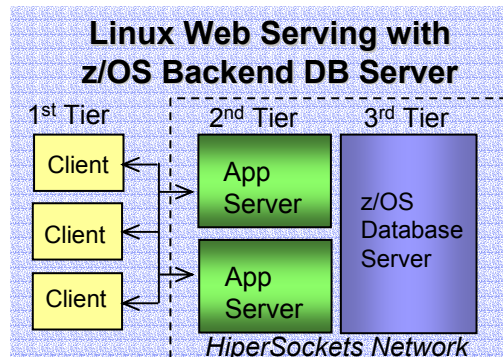 Linux Web Serving with
z/OS Backend DB Server
1st Tier
2nd Tier
3rd Tier
Client
Client
Client
App
Server
App
Server
z/OS
Database
Server
HiperSockets Network